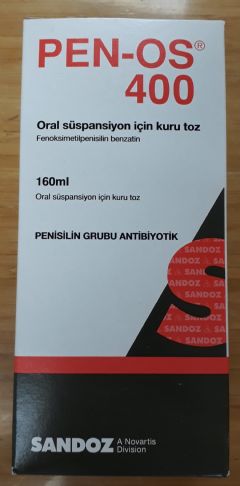 PEN-OS®
400
Oral süspansiyon için kuru toz
Fenoksimetilpenisilin benzatin
160ml
Oral süspansiyon için kuru toz
PENİSİLİN GRUBU ANTİBİYOTİK
SANDOZ
A Novartis
Division